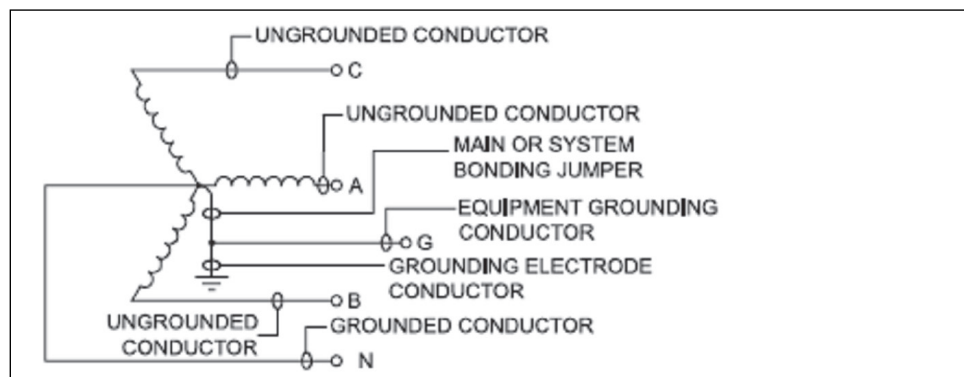 UNGROUNDED CONDUCTOR
C
UNGROUNDED CONDUCTOR
MAIN OR SYSTEM
BONDING JUMPER
A
EQUIPMENT GROUNDING
CONDUCTOR
G
GROUNDING ELECTRODE
CONDUCTOR
B
UNGROUNDED
CONDUCTOR
GROUNDED CONDUCTOR
N